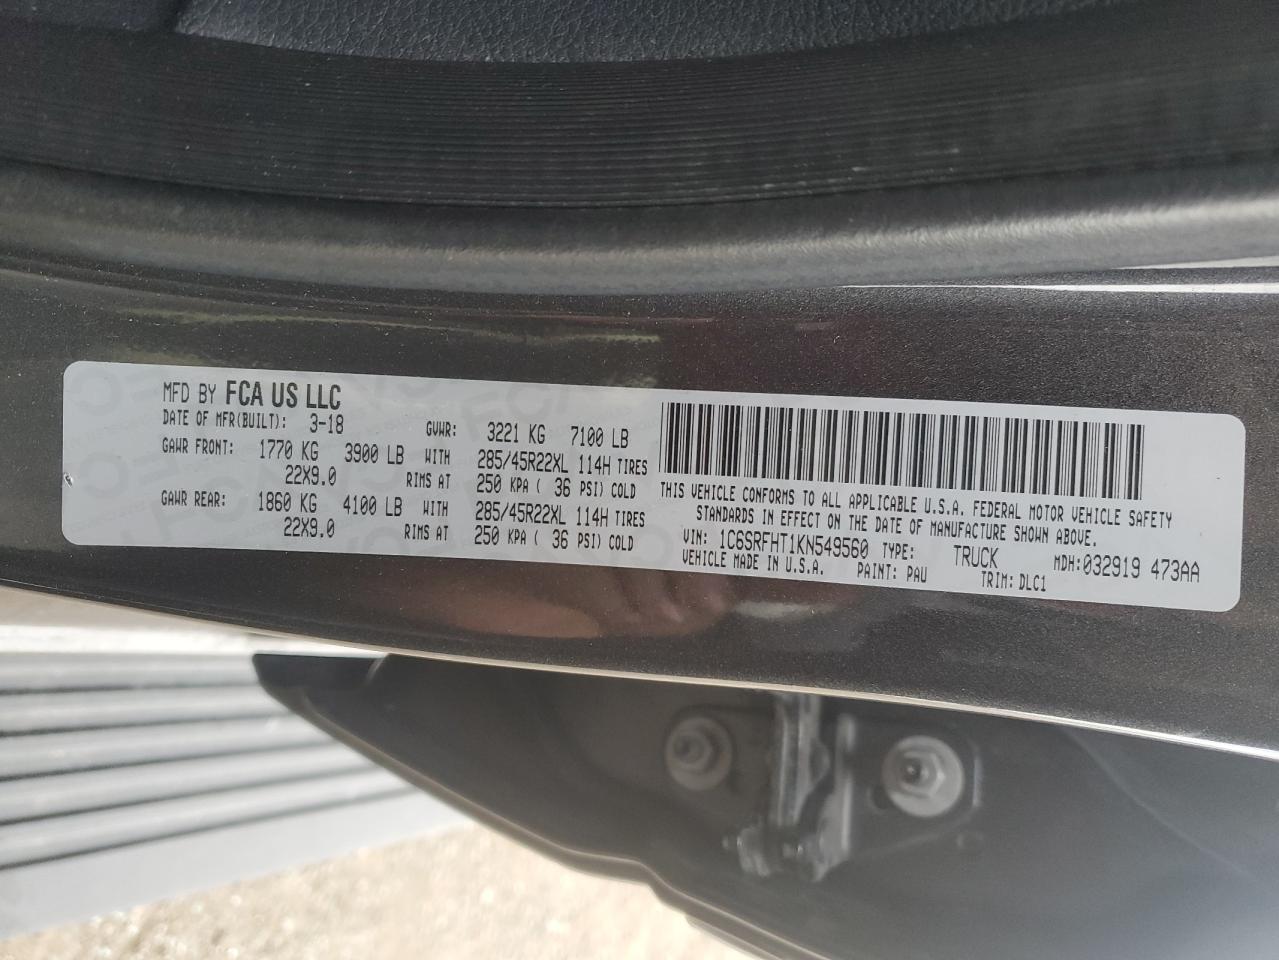 MFD BY FCA US LLC
DATE OF MFR(BUILT): 3-18 GVWR: 3221 KG 7100 LB
GAWR FRONT: 1770 KG 3900 LB WITH 285/45R22XL 114H TIRES
22X9.0 RIMS AT 250 KPA ( 36 PSI) COLD
GAWR REAR: 1860 KG 4100 LB WITH 285/45R22XL 114H TIRES
22X9.0 RIMS AT 250 KPA ( 36 PSI) COLD
THIS VEHICLE CONFORMS TO ALL APPLICABLE U.S.A. FEDERAL MOTOR VEHICLE SAFETY
STANDARDS IN EFFECT ON THE DATE OF MANUFACTURE SHOWN ABOVE.
VIN: 1C6SRFHT1KN549560 TYPE: TRUCK MDH:032919 473AA
VEHICLE MADE IN U.S.A. PAINT: PAU TRIM: DLC1